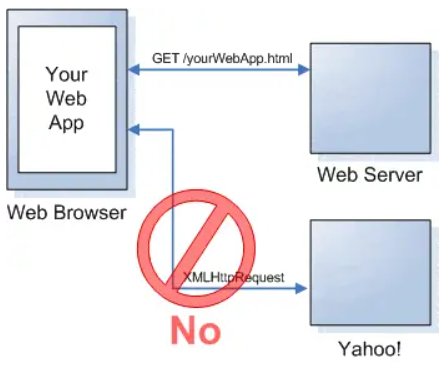 Your
Web
App
GET /yourWebApp.html
Web Server
Web Browser
XMLHttpRequest
No
Yahoo!